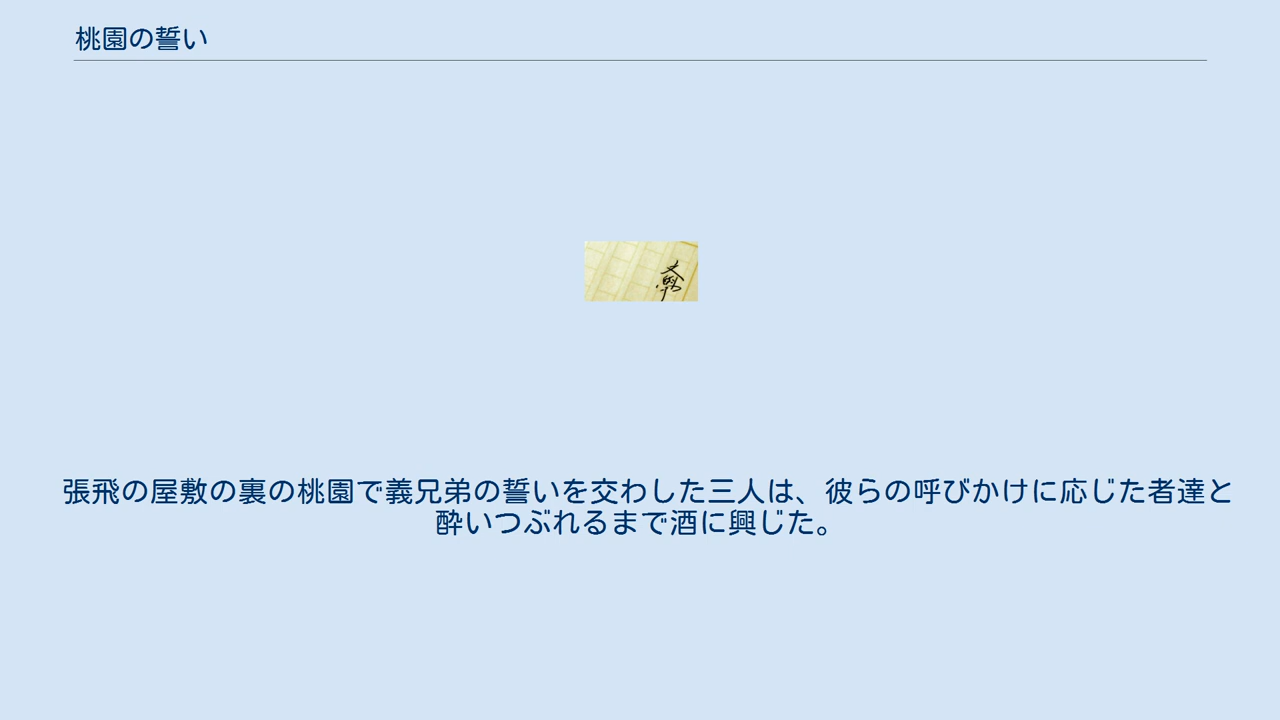 桃園の誓い
張飛の屋敷の裏の桃園で義兄弟の誓いを交わした三人は、彼らの呼びかけに応じた者達と
酔いつぶれるまで酒に興じた。